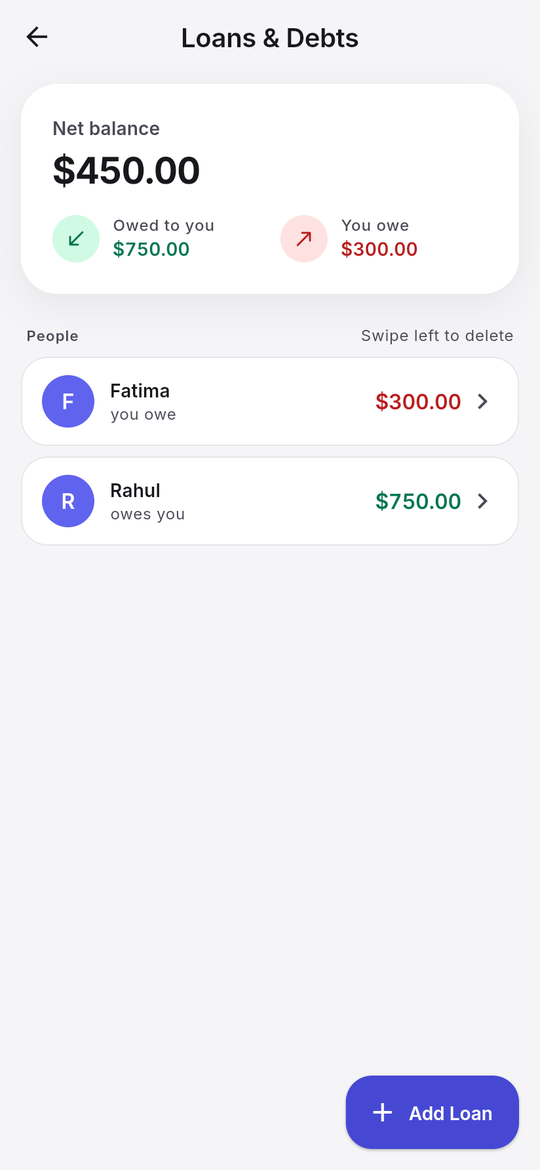 Loans & Debts
Net balance
$450.00
Owed to you
$750.00
You owe
$300.00
People
Swipe left to delete
F
Fatima
you owe
$300.00
R
Rahul
owes you
$750.00
Add Loan